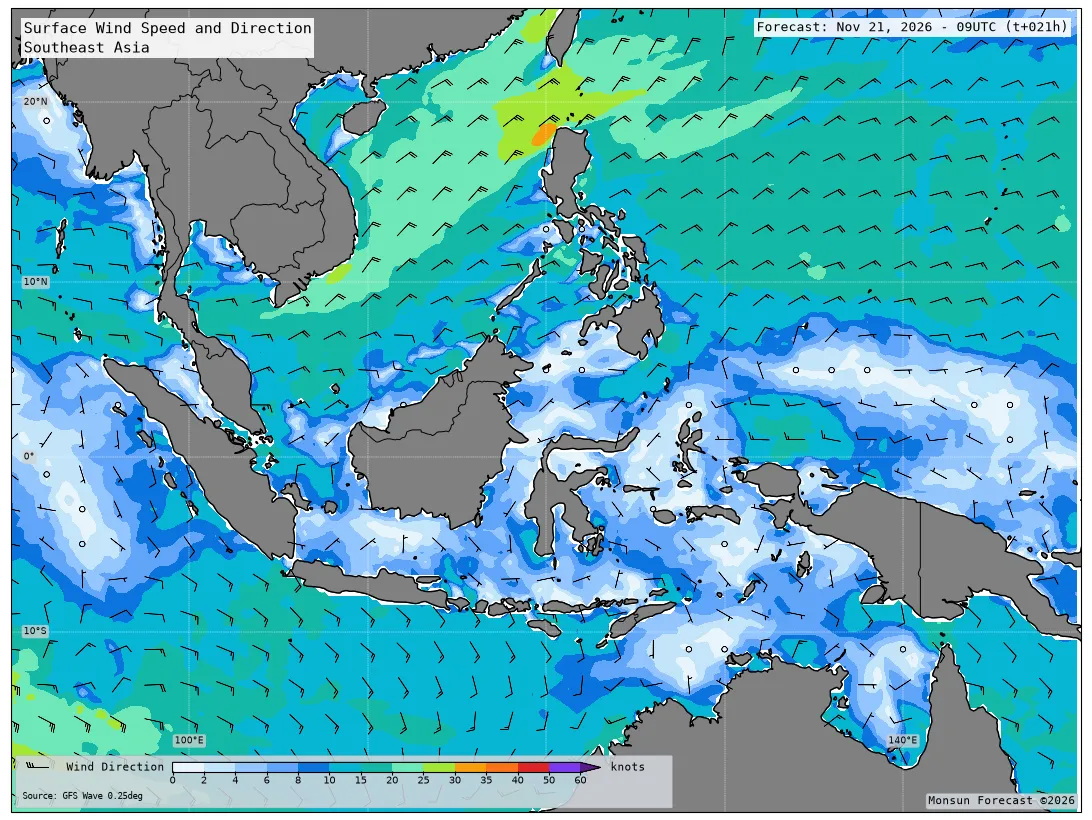 Surface Wind Speed and Direction
Southeast Asia
Forecast: Nov 21, 2026 - 09UTC (t+021h)
20°N
10°N
0°
10°S
100°E
140°E
Wind Direction
knots
0 2 4 6 8 10 15 20 25 30 35 40 50 60
Source: GFS Wave 0.25deg
Monsun Forecast ©2026